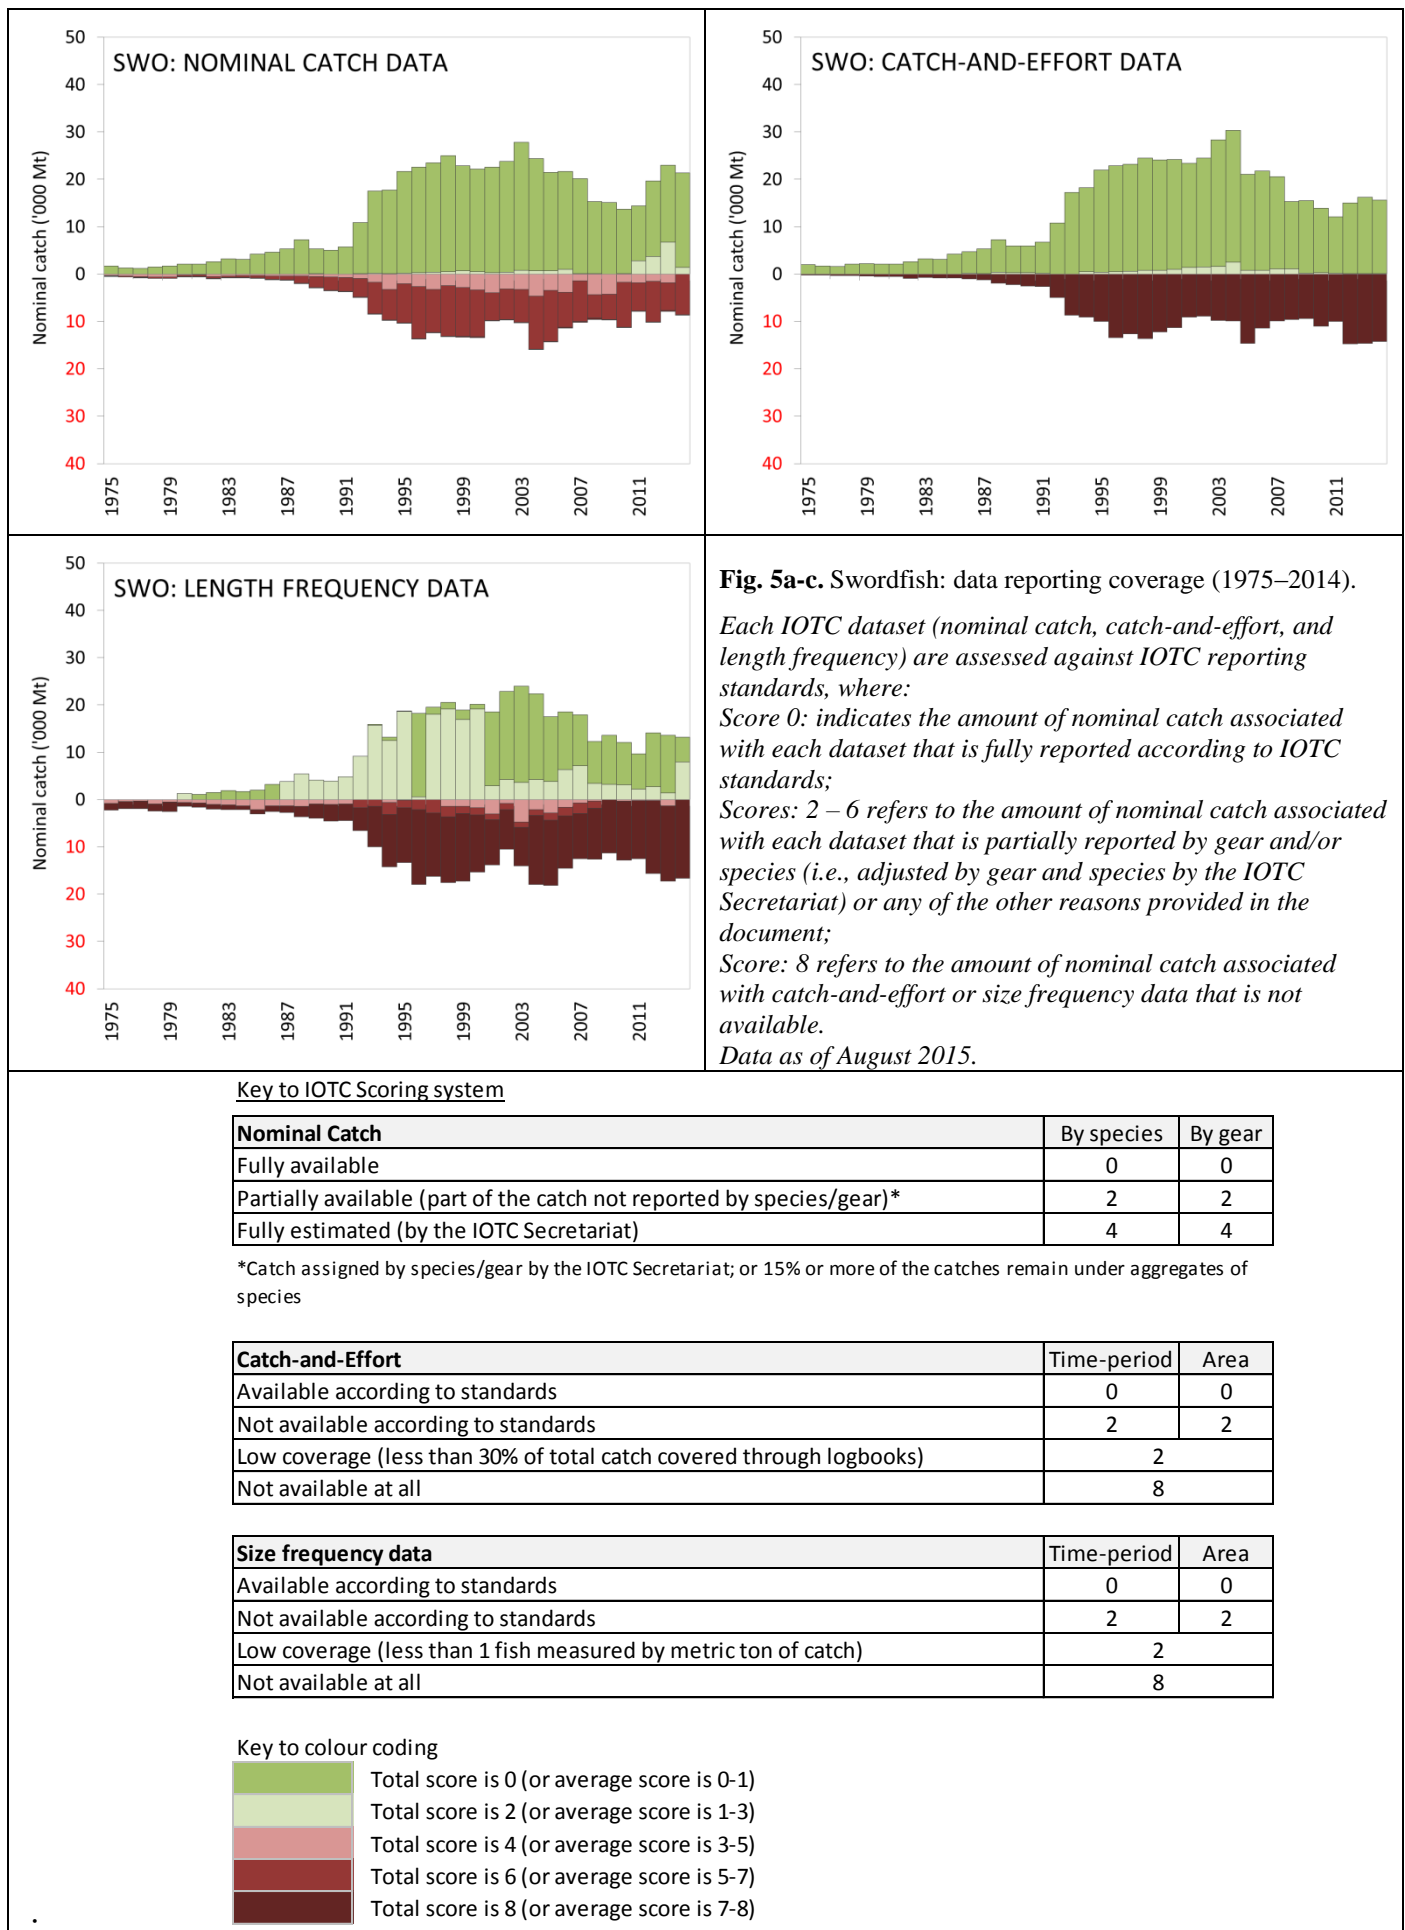 SWO: NOMINAL CATCH DATA
Nominal catch ('000 Mt)
50
40
30
20
10
0
10
20
30
40
1975
1979
1983
1987
1991
1995
1999
2003
2007
2011
SWO: CATCH-AND-EFFORT DATA
Nominal catch ('000 Mt)
50
40
30
20
10
0
10
20
30
40
1975
1979
1983
1987
1991
1995
1999
2003
2007
2011
SWO: LENGTH FREQUENCY DATA
Nominal catch ('000 Mt)
50
40
30
20
10
0
10
20
30
40
1975
1979
1983
1987
1991
1995
1999
2003
2007
2011
Fig. 5a-c. Swordfish: data reporting coverage (1975–2014).
Each IOTC dataset (nominal catch, catch-and-effort, and
length frequency) are assessed against IOTC reporting
standards, where:
Score 0: indicates the amount of nominal catch associated
with each dataset that is fully reported according to IOTC
standards;
Scores: 2 – 6 refers to the amount of nominal catch associated
with each dataset that is partially reported by gear and/or
species (i.e., adjusted by gear and species by the IOTC
Secretariat) or any of the other reasons provided in the
document;
Score: 8 refers to the amount of nominal catch associated
with catch-and-effort or size frequency data that is not
available.
Data as of August 2015.
Key to IOTC Scoring system
Nominal Catch By species By gear
Fully available 0 0
Partially available (part of the catch not reported by species/gear)* 2 2
Fully estimated (by the IOTC Secretariat) 4 4
*Catch assigned by species/gear by the IOTC Secretariat; or 15% or more of the catches remain under aggregates of
species
Catch-and-Effort Time-period Area
Available according to standards 0 0
Not available according to standards 2 2
Low coverage (less than 30% of total catch covered through logbooks) 2
Not available at all 8
Size frequency data Time-period Area
Available according to standards 0 0
Not available according to standards 2 2
Low coverage (less than 1 fish measured by metric ton of catch) 2
Not available at all 8
Key to colour coding
Total score is 0 (or average score is 0-1)
Total score is 2 (or average score is 1-3)
Total score is 4 (or average score is 3-5)
Total score is 6 (or average score is 5-7)
Total score is 8 (or average score is 7-8)
.